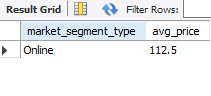 Result Grid Filter Rows:
market_segment_type avg_price
Online 112.5